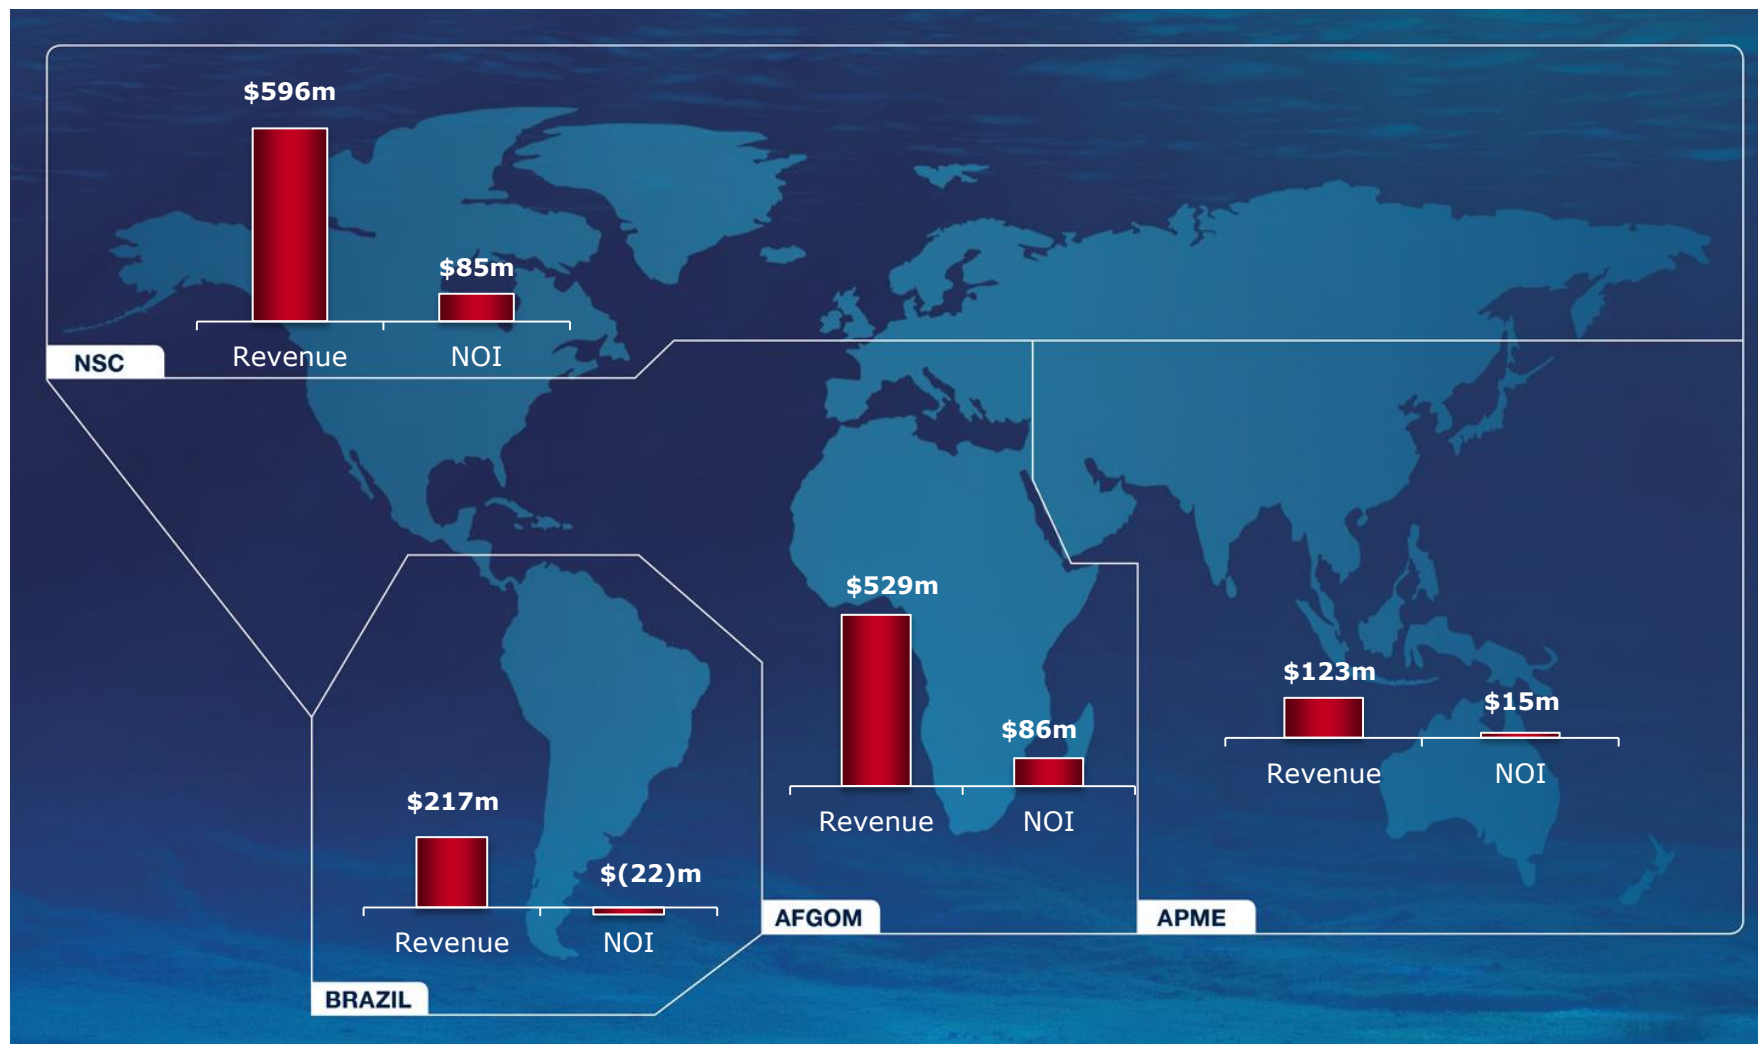 $596m
$85m
Revenue
NOI
NSC
$529m
$86m
Revenue
NOI
AFGOM
$123m
$15m
Revenue
NOI
APME
$217m
$(22)m
Revenue
NOI
BRAZIL